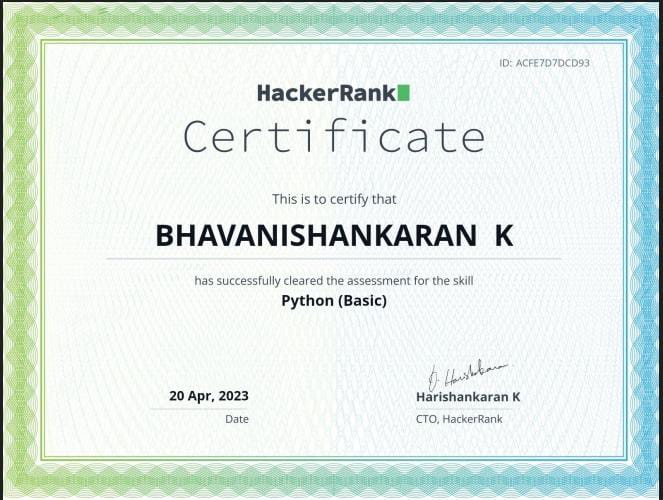 ID: ACFE7D7DCD93
HackerRank
Certificate
This is to certify that
BHAVANISHANKARAN K
has successfully cleared the assessment for the skill
Python (Basic)
20 Apr, 2023
Date
Harishankaran K
CTO, HackerRank